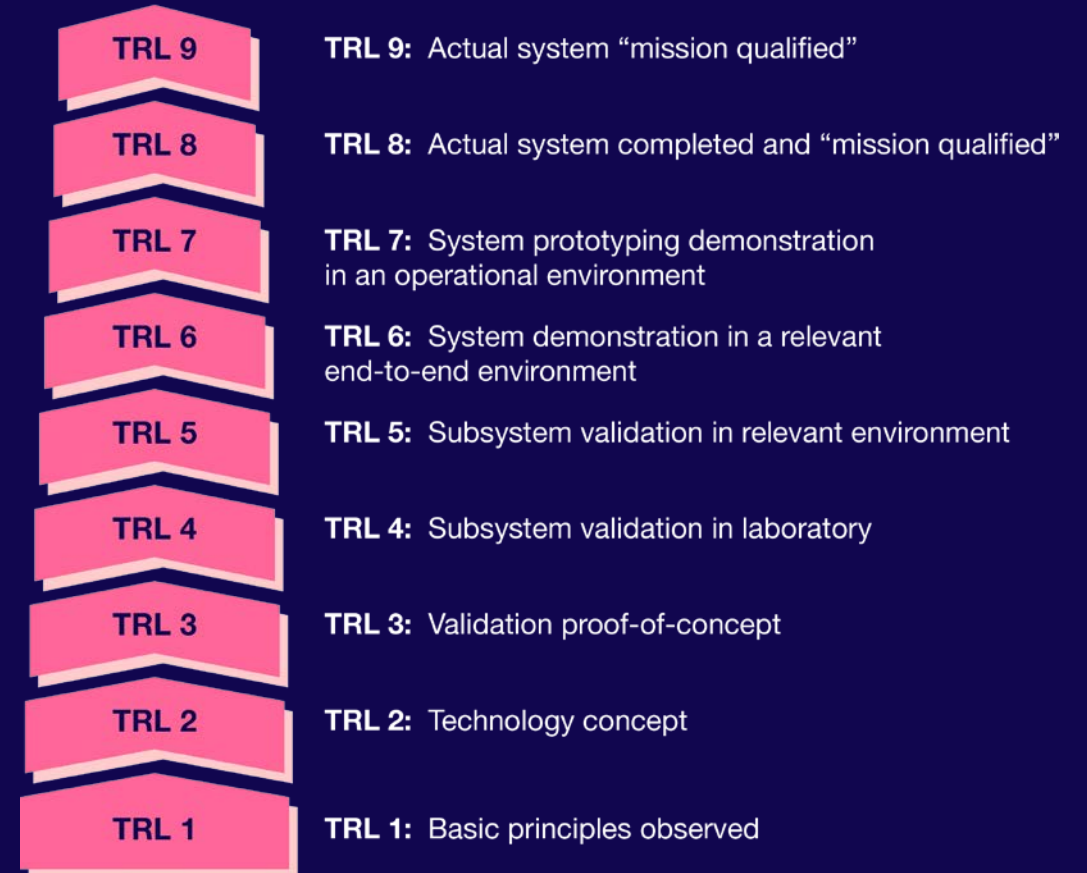 TRL 9
TRL 9: Actual system “mission qualified”
TRL 8
TRL 8: Actual system completed and “mission qualified”
TRL 7
TRL 7: System prototyping demonstration
in an operational environment
TRL 6
TRL 6: System demonstration in a relevant
end-to-end environment
TRL 5
TRL 5: Subsystem validation in relevant environment
TRL 4
TRL 4: Subsystem validation in laboratory
TRL 3
TRL 3: Validation proof-of-concept
TRL 2
TRL 2: Technology concept
TRL 1
TRL 1: Basic principles observed